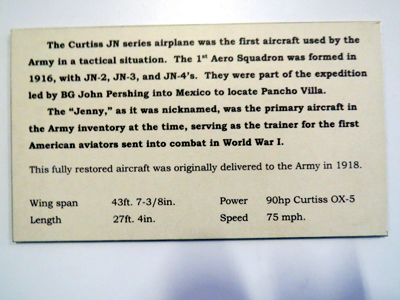 The Curtiss JN series airplane was the first aircraft used by the
Army in a tactical situation. The 1st Aero Squadron was formed in
1916, with JN-2, JN-3, and JN-4's. They were part of the expedition
led by BG John Pershing into Mexico to locate Pancho Villa.
The "Jenny," as it was nicknamed, was the primary aircraft in
the Army inventory at the time, serving as the trainer for the first
American aviators sent into combat in World War I.
This fully restored aircraft was originally delivered to the Army in 1918.
Wing span 43ft. 7-3/8in. Power 90hp Curtiss OX-5
Length 27ft. 4in. Speed 75 mph.